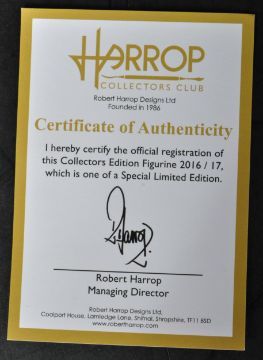 HARROP
COLLECTORS CLUB
Robert Harrop Designs Ltd
Founded in 1986
Certificate of Authenticity
I hereby certify the official registration of
this Collectors Edition Figurine 2016 / 17,
which is one of a Special Limited Edition.
R Harrop.
Robert Harrop
Managing Director
Robert Harrop Designs Ltd.
Coalport House, Lamledge Lane, Shifnal, Shropshire, TF11 8SD
www.robertharrop.com